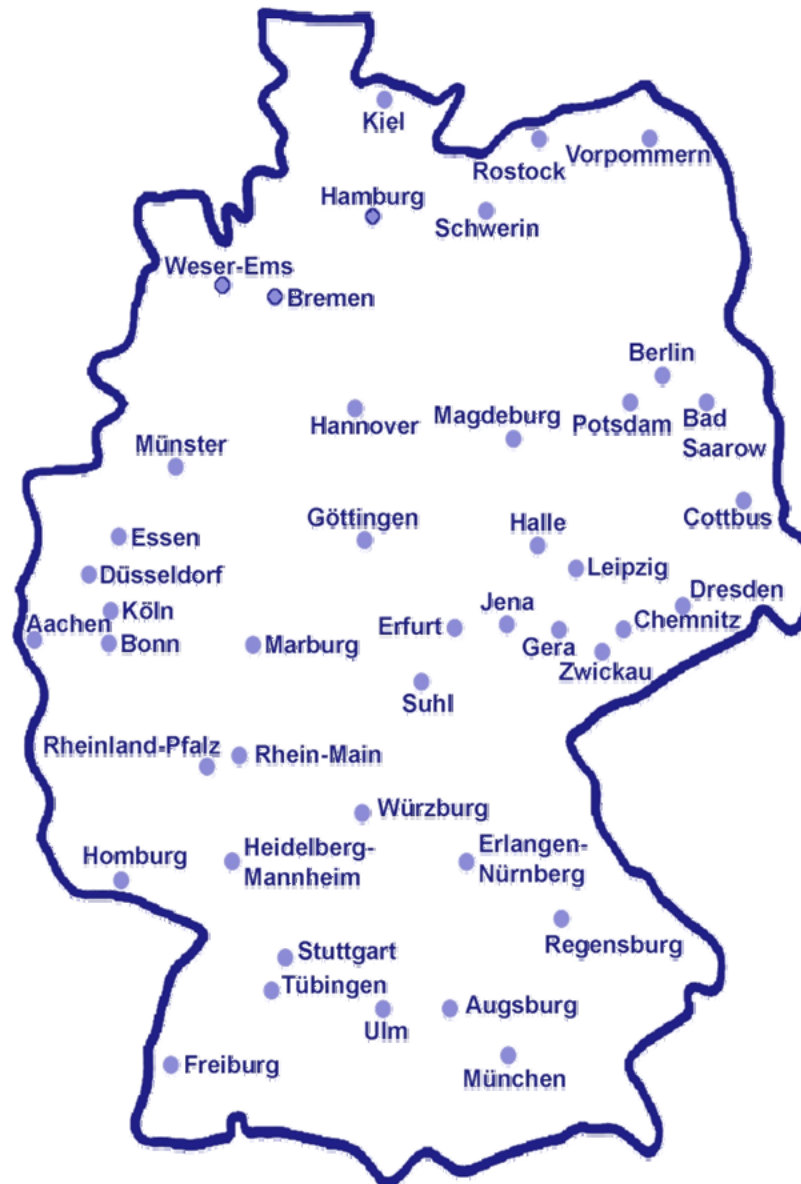 Kiel
Rostock
Vorpommern
Hamburg
Schwerin
Weser-Ems
Bremen
Berlin
Hannover
Magdeburg
Potsdam
Bad
Saarow
Münster
Göttingen
Halle
Cottbus
Essen
Düsseldorf
Leipzig
Köln
Jena
Dresden
Aachen
Bonn
Marburg
Erfurt
Gera
Chemnitz
Zwickau
Suhl
Rheinland-Pfalz
Rhein-Main
Würzburg
Homburg
Heidelberg-
Mannheim
Erlangen-
Nürnberg
Regensburg
Stuttgart
Tübingen
Ulm
Augsburg
Freiburg
München